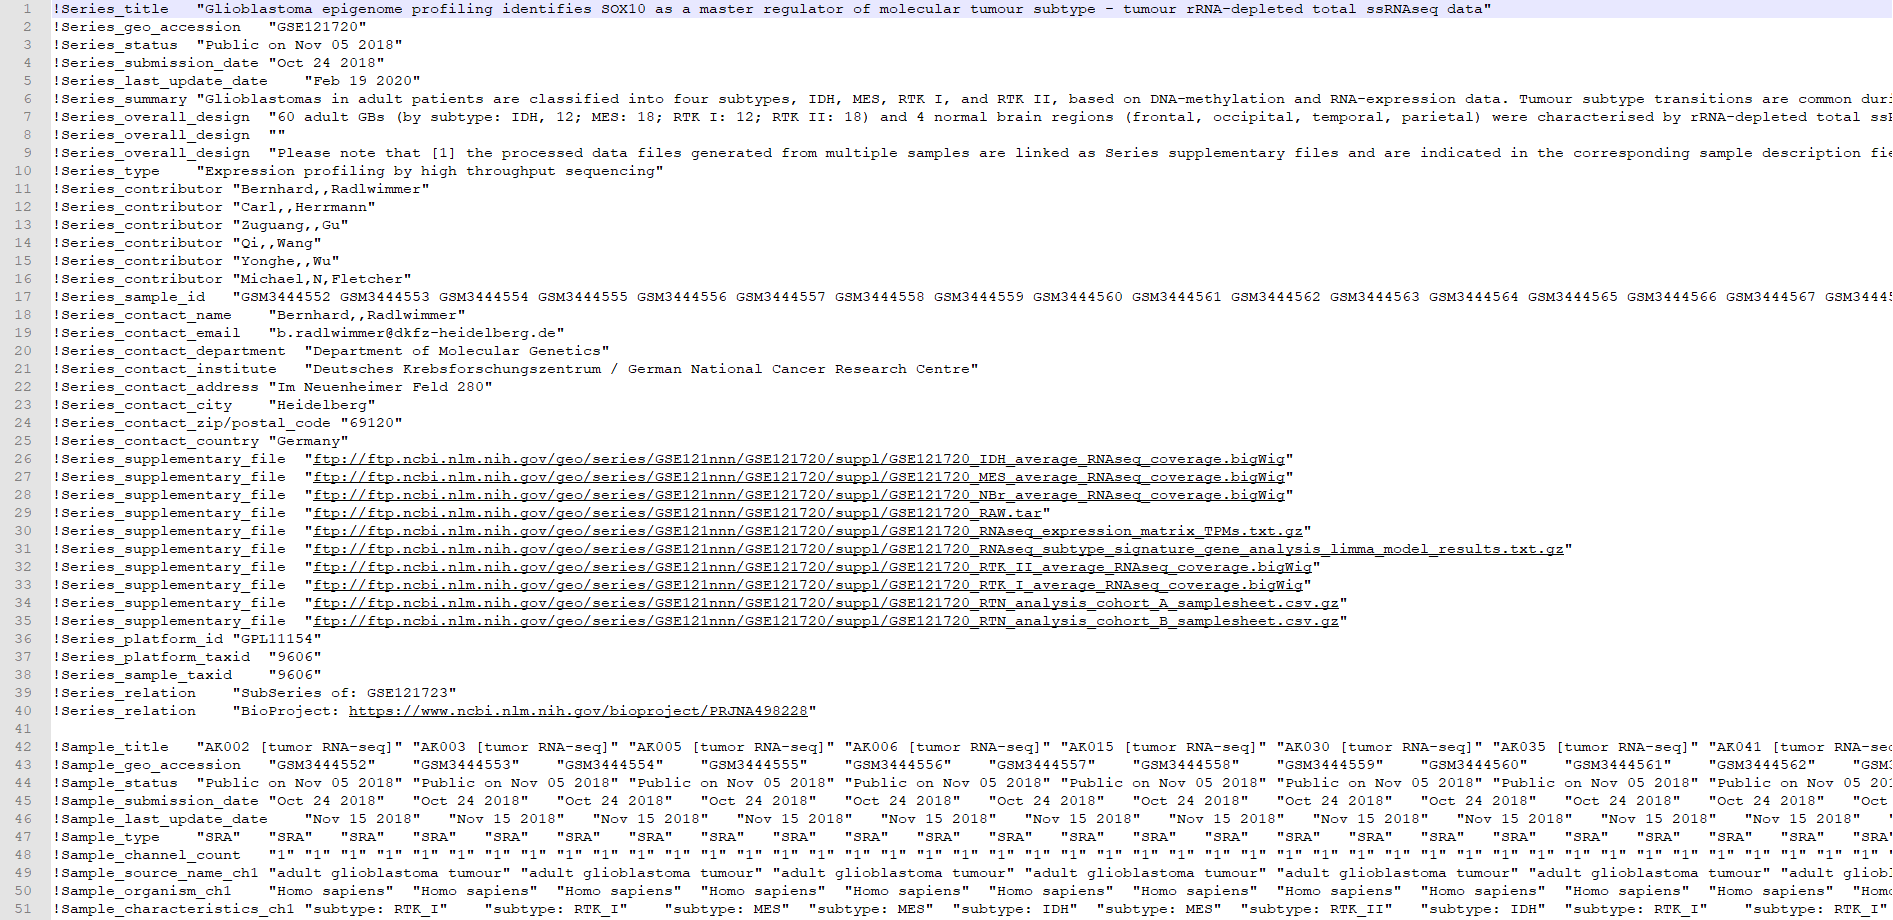 1 !Series_title "Glioblastoma epigenome profiling identifies SOX10 as a master regulator of molecular tumour subtype - tumour rRNA-depleted total ssRNAseq data"
2 !Series_geo_accession "GSE121720"
3 !Series_status "Public on Nov 05 2018"
4 !Series_submission_date "Oct 24 2018"
5 !Series_last_update_date "Feb 19 2020"
6 !Series_summary "Glioblastomas in adult patients are classified into four subtypes, IDH, MES, RTK I, and RTK II, based on DNA-methylation and RNA-expression data. Tumour subtype transitions are common duri
7 !Series_overall_design "60 adult GBs (by subtype: IDH, 12; MES: 18; RTK I: 12; RTK II: 18) and 4 normal brain regions (frontal, occipital, temporal, parietal) were characterised by rRNA-depleted total ssR
8 !Series_overall_design ""
9 !Series_overall_design "Please note that [1] the processed data files generated from multiple samples are linked as Series supplementary files and are indicated in the corresponding sample description fie
10 !Series_type "Expression profiling by high throughput sequencing"
11 !Series_contributor "Bernhard,,Radlwimmer"
12 !Series_contributor "Carl,,Herrmann"
13 !Series_contributor "Zuguang,,Gu"
14 !Series_contributor "Qi,,Wang"
15 !Series_contributor "Yonghe,,Wu"
16 !Series_contributor "Michael,N,Fletcher"
17 !Series_sample_id "GSM3444552 GSM3444553 GSM3444554 GSM3444555 GSM3444556 GSM3444557 GSM3444558 GSM3444559 GSM3444560 GSM3444561 GSM3444562 GSM3444563 GSM3444564 GSM3444565 GSM3444566 GSM3444567 GSM34445
18 !Series_contact_name "Bernhard,,Radlwimmer"
19 !Series_contact_email "b.radlwimmer@dkfz-heidelberg.de"
20 !Series_contact_department "Department of Molecular Genetics"
21 !Series_contact_institute "Deutsches Krebsforschungszentrum / German National Cancer Research Centre"
22 !Series_contact_address "Im Neuenheimer Feld 280"
23 !Series_contact_city "Heidelberg"
24 !Series_contact_zip/postal_code "69120"
25 !Series_contact_country "Germany"
26 !Series_supplementary_file "ftp://ftp.ncbi.nlm.nih.gov/geo/series/GSE121nnn/GSE121720/suppl/GSE121720_IDH_average_RNAseq_coverage.bigWig"
27 !Series_supplementary_file "ftp://ftp.ncbi.nlm.nih.gov/geo/series/GSE121nnn/GSE121720/suppl/GSE121720_MES_average_RNAseq_coverage.bigWig"
28 !Series_supplementary_file "ftp://ftp.ncbi.nlm.nih.gov/geo/series/GSE121nnn/GSE121720/suppl/GSE121720_NBr_average_RNAseq_coverage.bigWig"
29 !Series_supplementary_file "ftp://ftp.ncbi.nlm.nih.gov/geo/series/GSE121nnn/GSE121720/suppl/GSE121720_RAW.tar"
30 !Series_supplementary_file "ftp://ftp.ncbi.nlm.nih.gov/geo/series/GSE121nnn/GSE121720/suppl/GSE121720_RNAseq_expression_matrix_TPMs.txt.gz"
31 !Series_supplementary_file "ftp://ftp.ncbi.nlm.nih.gov/geo/series/GSE121nnn/GSE121720/suppl/GSE121720_RNAseq_subtype_signature_gene_analysis_limma_model_results.txt.gz"
32 !Series_supplementary_file "ftp://ftp.ncbi.nlm.nih.gov/geo/series/GSE121nnn/GSE121720/suppl/GSE121720_RTK_II_average_RNAseq_coverage.bigWig"
33 !Series_supplementary_file "ftp://ftp.ncbi.nlm.nih.gov/geo/series/GSE121nnn/GSE121720/suppl/GSE121720_RTK_I_average_RNAseq_coverage.bigWig"
34 !Series_supplementary_file "ftp://ftp.ncbi.nlm.nih.gov/geo/series/GSE121nnn/GSE121720/suppl/GSE121720_RTN_analysis_cohort_A_samplesheet.csv.gz"
35 !Series_supplementary_file "ftp://ftp.ncbi.nlm.nih.gov/geo/series/GSE121nnn/GSE121720/suppl/GSE121720_RTN_analysis_cohort_B_samplesheet.csv.gz"
36 !Series_platform_id "GPL11154"
37 !Series_platform_taxid "9606"
38 !Series_sample_taxid "9606"
39 !Series_relation "SubSeries of: GSE121723"
40 !Series_relation "BioProject: https://www.ncbi.nlm.nih.gov/bioproject/PRJNA498228"
41
42 !Sample_title "AK002 [tumor RNA-seq]" "AK003 [tumor RNA-seq]" "AK005 [tumor RNA-seq]" "AK006 [tumor RNA-seq]" "AK015 [tumor RNA-seq]" "AK030 [tumor RNA-seq]" "AK035 [tumor RNA-seq]" "AK041 [tumor RNA-sec
43 !Sample_geo_accession "GSM3444552" "GSM3444553" "GSM3444554" "GSM3444555" "GSM3444556" "GSM3444557" "GSM3444558" "GSM3444559" "GSM3444560" "GSM3444561" "GSM3444562" "GSM3
44 !Sample_status "Public on Nov 05 2018" "Public on Nov 05 2018" "Public on Nov 05 2018" "Public on Nov 05 2018" "Public on Nov 05 2018" "Public on Nov 05 2018" "Public on Nov 05 2018" "Public on Nov 05 201
45 !Sample_submission_date "Oct 24 2018" "Oct 24 2018" "Oct 24 2018" "Oct 24 2018" "Oct 24 2018" "Oct 24 2018" "Oct 24 2018" "Oct 24 2018" "Oct 24 2018" "Oct 24 2018" "Oct 24 2018" "Oct
46 !Sample_last_update_date "Nov 15 2018" "Nov 15 2018" "Nov 15 2018" "Nov 15 2018" "Nov 15 2018" "Nov 15 2018" "Nov 15 2018" "Nov 15 2018" "Nov 15 2018" "Nov 15 2018" "Nov 15 2018" "
47 !Sample_type "SRA" "SRA" "SRA" "SRA" "SRA" "SRA" "SRA" "SRA" "SRA" "SRA" "SRA" "SRA" "SRA" "SRA" "SRA" "SRA" "SRA" "SRA" "SRA" "SRA" "SRA" "SRA" "SRA" "SRA
48 !Sample_channel_count "1" "1" "1" "1" "1" "1" "1" "1" "1" "1" "1" "1" "1" "1" "1" "1" "1" "1" "1" "1" "1" "1" "1" "1" "1" "1" "1" "1" "1" "1" "1" "1" "1" "1" "1" "1" "1" "1" "1" "1" "1" "1" "1" "1" "1" "
49 !Sample_source_name_ch1 "adult glioblastoma tumour" "adult glioblastoma tumour" "adult glioblastoma tumour" "adult glioblastoma tumour" "adult glioblastoma tumour" "adult glioblastoma tumour" "adult gliobl
50 !Sample_organism_ch1 "Homo sapiens" "Homo sapiens" "Homo sapiens" "Homo sapiens" "Homo sapiens" "Homo sapiens" "Homo sapiens" "Homo sapiens" "Homo sapiens" "Homo sapiens" "Homo sapiens" "Homo
51 !Sample_characteristics_ch1 "subtype: RTK_I" "subtype: RTK_I" "subtype: MES" "subtype: MES" "subtype: IDH" "subtype: MES" "subtype: RTK_II" "subtype: IDH" "subtype: RTK_I" "subtype: RTK_I"